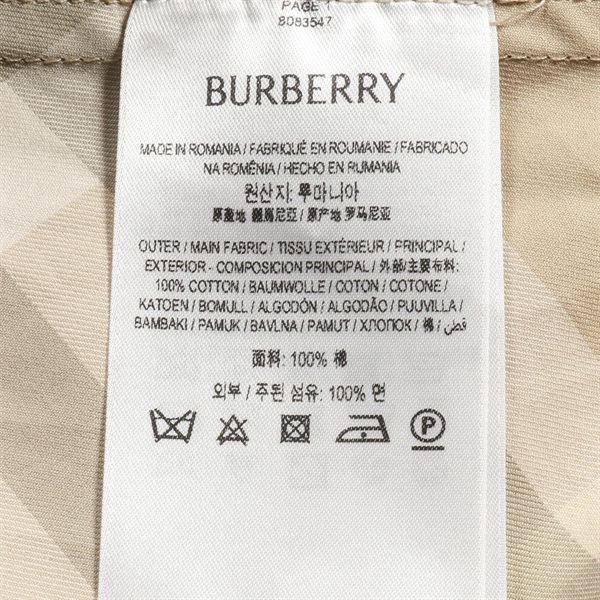 PAGE 1
8083547
BURBERRY
MADE IN ROMANIA / FABRIQUÉ EN ROUMANIE / FABRICADO
NA ROMÉNIA / HECHO EN RUMANIA
원산지: 루마니아
原產地 羅馬尼亞 / 原产地 罗马尼亚
OUTER / MAIN FABRIC / TISSU EXTÉRIEUR / PRINCIPAL /
EXTERIOR - COMPOSICION PRINCIPAL / 外部/主要布料:
100% COTTON / BAUMWOLLE / COTON / COTONE /
KATOEN / BOMULL / ALGODÓN / ALGODÃO / PUUVILLA /
BAMBAKI / PAMUK / BAVLNA / PAMUT / ХЛОПОК / 棉 / قطن
面料: 100% 棉
외부 / 주된 섬유: 100% 면
P